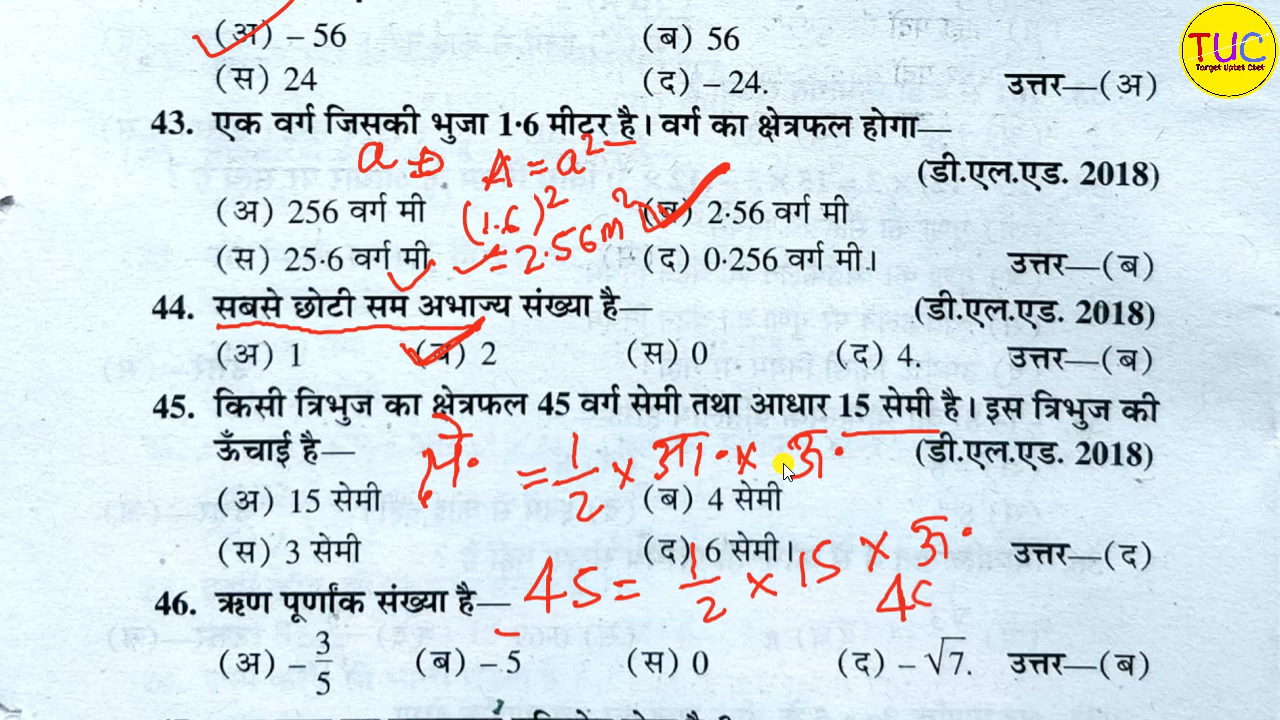 (अ) – 56 (ब) 56
(स) 24 (द) – 24. उत्तर—(अ)
TUC
Target Uptet Ctet
43. एक वर्ग जिसकी भुजा 1·6 मीटर है। वर्ग का क्षेत्रफल होगा—
a A = a²
(डी.एल.एड. 2018)
(अ) 256 वर्ग मी (1.6)² (ब) 2·56 वर्ग मी
(स) 25·6 वर्ग मी = 2.56m² (द) 0·256 वर्ग मी। उत्तर—(ब)
44. सबसे छोटी सम अभाज्य संख्या है— (डी.एल.एड. 2018)
(अ) 1 (ब) 2 (स) 0 (द) 4. उत्तर—(ब)
45. किसी त्रिभुज का क्षेत्रफल 45 वर्ग सेमी तथा आधार 15 सेमी है। इस त्रिभुज की
ऊँचाई है— (डी.एल.एड. 2018)
= 1/2 × आ. × ऊ.
(अ) 15 सेमी (ब) 4 सेमी
(स) 3 सेमी (द) 6 सेमी। उत्तर—(द)
45 = 1/2 × 15 × ऊ.
46. ऋण पूर्णांक संख्या है—
(अ) – 3/5 (ब) – 5 (स) 0 (द) – √7. उत्तर—(ब)